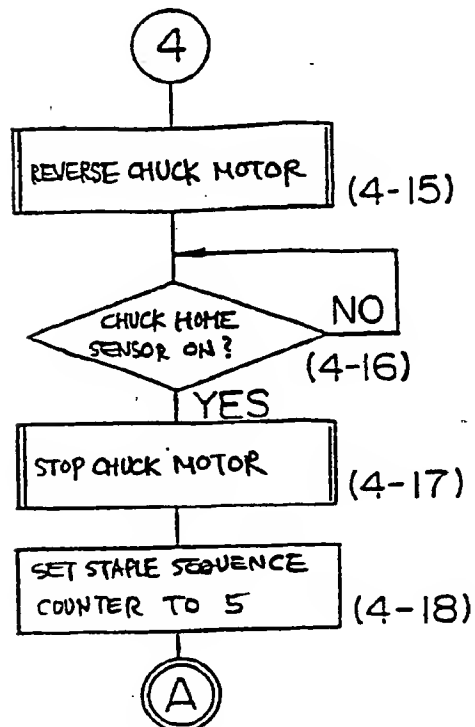 4
REVERSE CHUCK MOTOR
(4-15)
CHUCK HOME
SENSOR ON?
NO
(4-16)
YES
STOP CHUCK MOTOR
(4-17)
SET STAPLE SEQUENCE
COUNTER TO 5
(4-18)
A